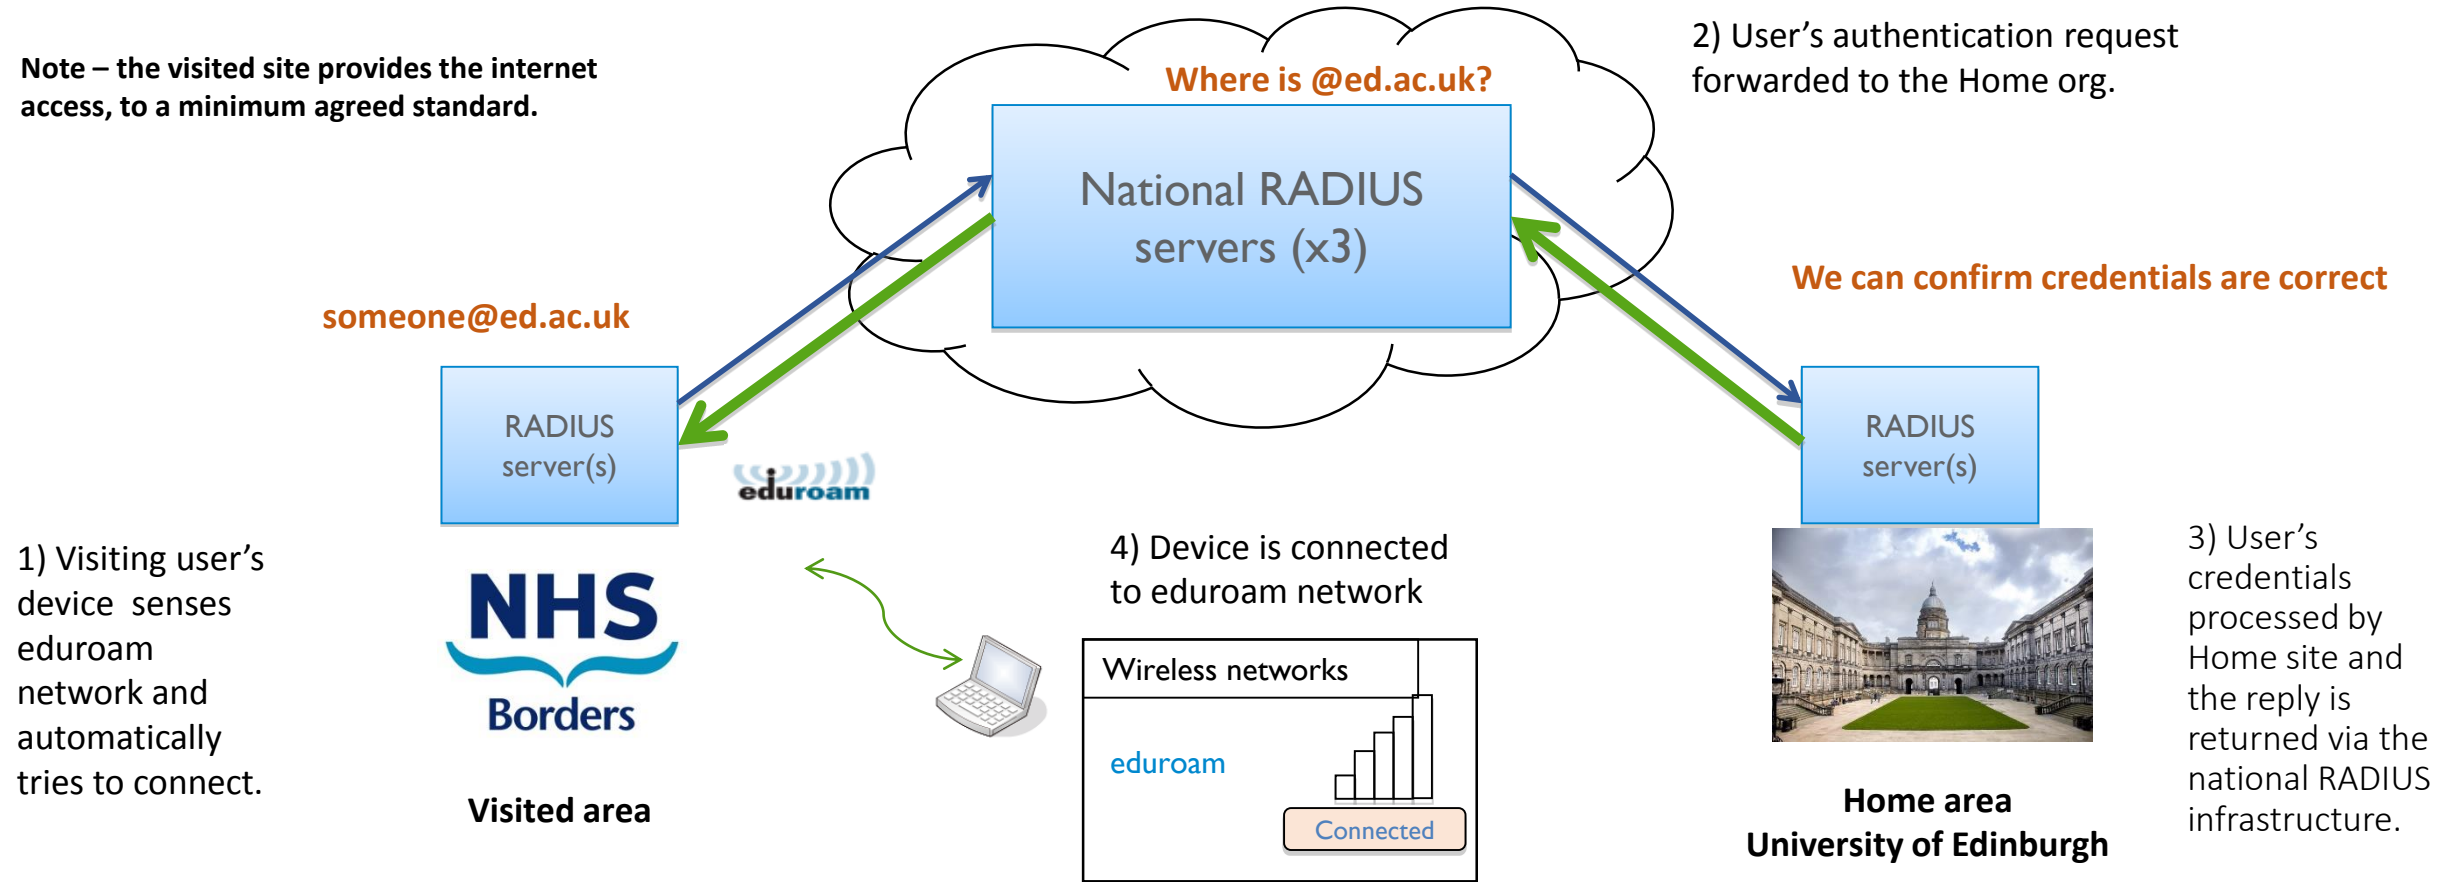 Note – the visited site provides the internet
access, to a minimum agreed standard.
Where is @ed.ac.uk?
National RADIUS
servers (x3)
2) User’s authentication request
forwarded to the Home org.
We can confirm credentials are correct
someone@ed.ac.uk
RADIUS
server(s)
eduroam
RADIUS
server(s)
1) Visiting user’s
device  senses
eduroam
network and
automatically
tries to connect.
NHS
Borders
Visited area
4) Device is connected
to eduroam network
Wireless networks
eduroam
Connected
Home area
University of Edinburgh
3) User’s
credentials
processed by
Home site and
the reply is
returned via the
national RADIUS
infrastructure.